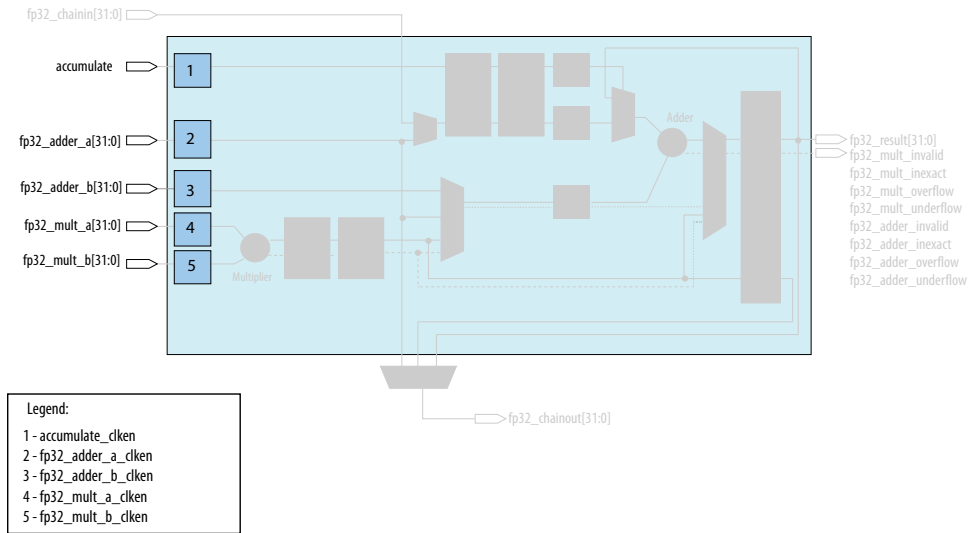 fp32_chainin[31:0]
accumulate
1
fp32_adder_a[31:0]
2
Adder
fp32_result[31:0]
fp32_mult_invalid
fp32_mult_inexact
fp32_mult_overflow
fp32_mult_underflow
fp32_adder_invalid
fp32_adder_inexact
fp32_adder_overflow
fp32_adder_underflow
fp32_adder_b[31:0]
3
fp32_mult_a[31:0]
4
fp32_mult_b[31:0]
5
Multiplier
fp32_chainout[31:0]
Legend:
1 - accumulate_clken
2 - fp32_adder_a_clken
3 - fp32_adder_b_clken
4 - fp32_mult_a_clken
5 - fp32_mult_b_clken